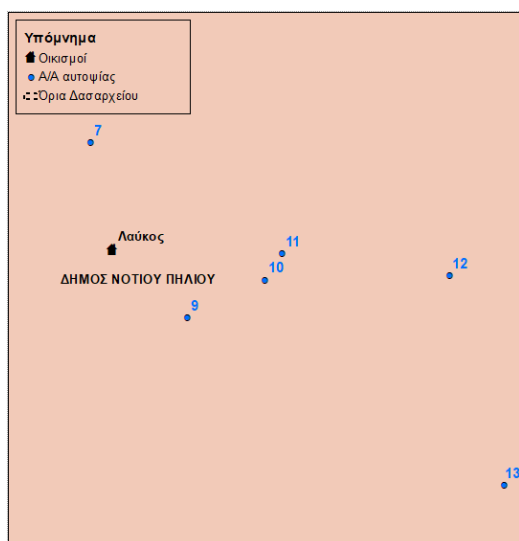 Υπόμνημα
Οικισμοί
Α/Α αυτοψίας
Όρια Δασαρχείου
7
Λαύκος
11
12
10
ΔΗΜΟΣ ΝΟΤΙΟΥ ΠΗΛΙΟΥ
9
13